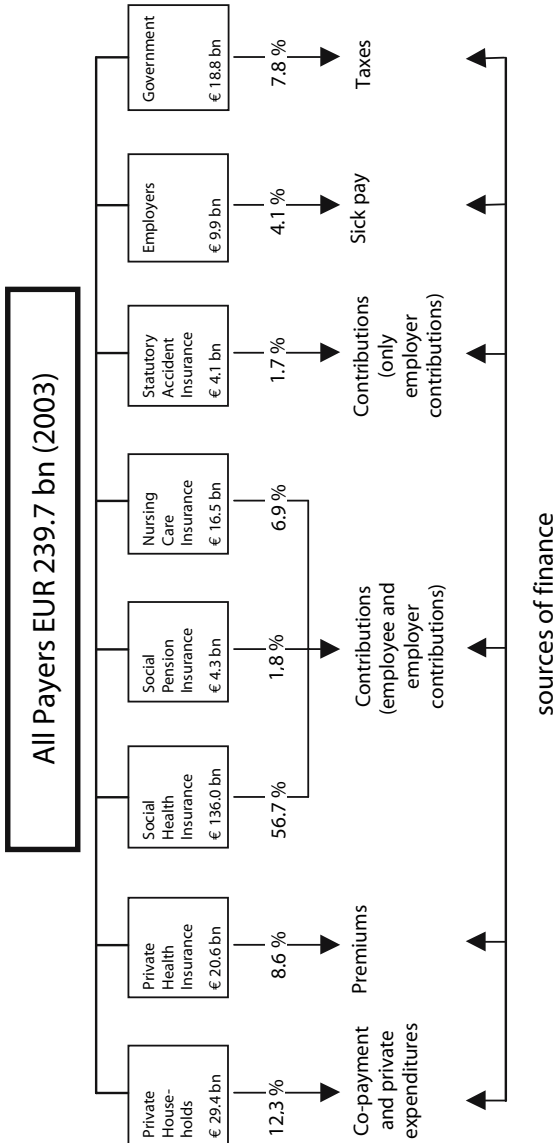 All Payers EUR 239.7 bn (2003)
Private
House-
holds
€ 29.4 bn
Private
Health
Insurance
€ 20.6 bn
Social
Health
Insurance
€ 136.0 bn
Social
Pension
Insurance
€ 4.3 bn
Nursing
Care
Insurance
€ 16.5 bn
Statutory
Accident
Insurance
€ 4.1 bn
Employers
€ 9.9 bn
Government
€ 18.8 bn
12.3 %
8.6 %
56.7 %
1,8 %
6.9 %
1.7 %
4.1 %
7.8 %
Co-payment
and private
expenditures
Premiums
Contributions
(employee and
employer
contributions)
Contributions
(only
employer
contributions)
Sick pay
Taxes
sources of finance